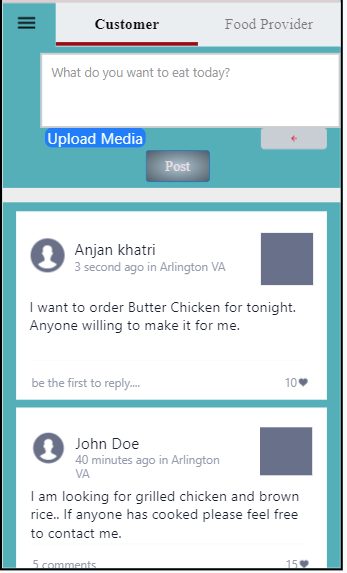 Customer
Food Provider
What do you want to eat today?
Upload Media
Post
Anjan khatri
3 second ago in Arlington VA
I want to order Butter Chicken for tonight.
Anyone willing to make it for me.
be the first to reply....
10
John Doe
40 minutes ago in Arlington
VA
I am looking for grilled chicken and brown
rice.. If anyone has cooked please feel free
to contact me.
5 comments
15